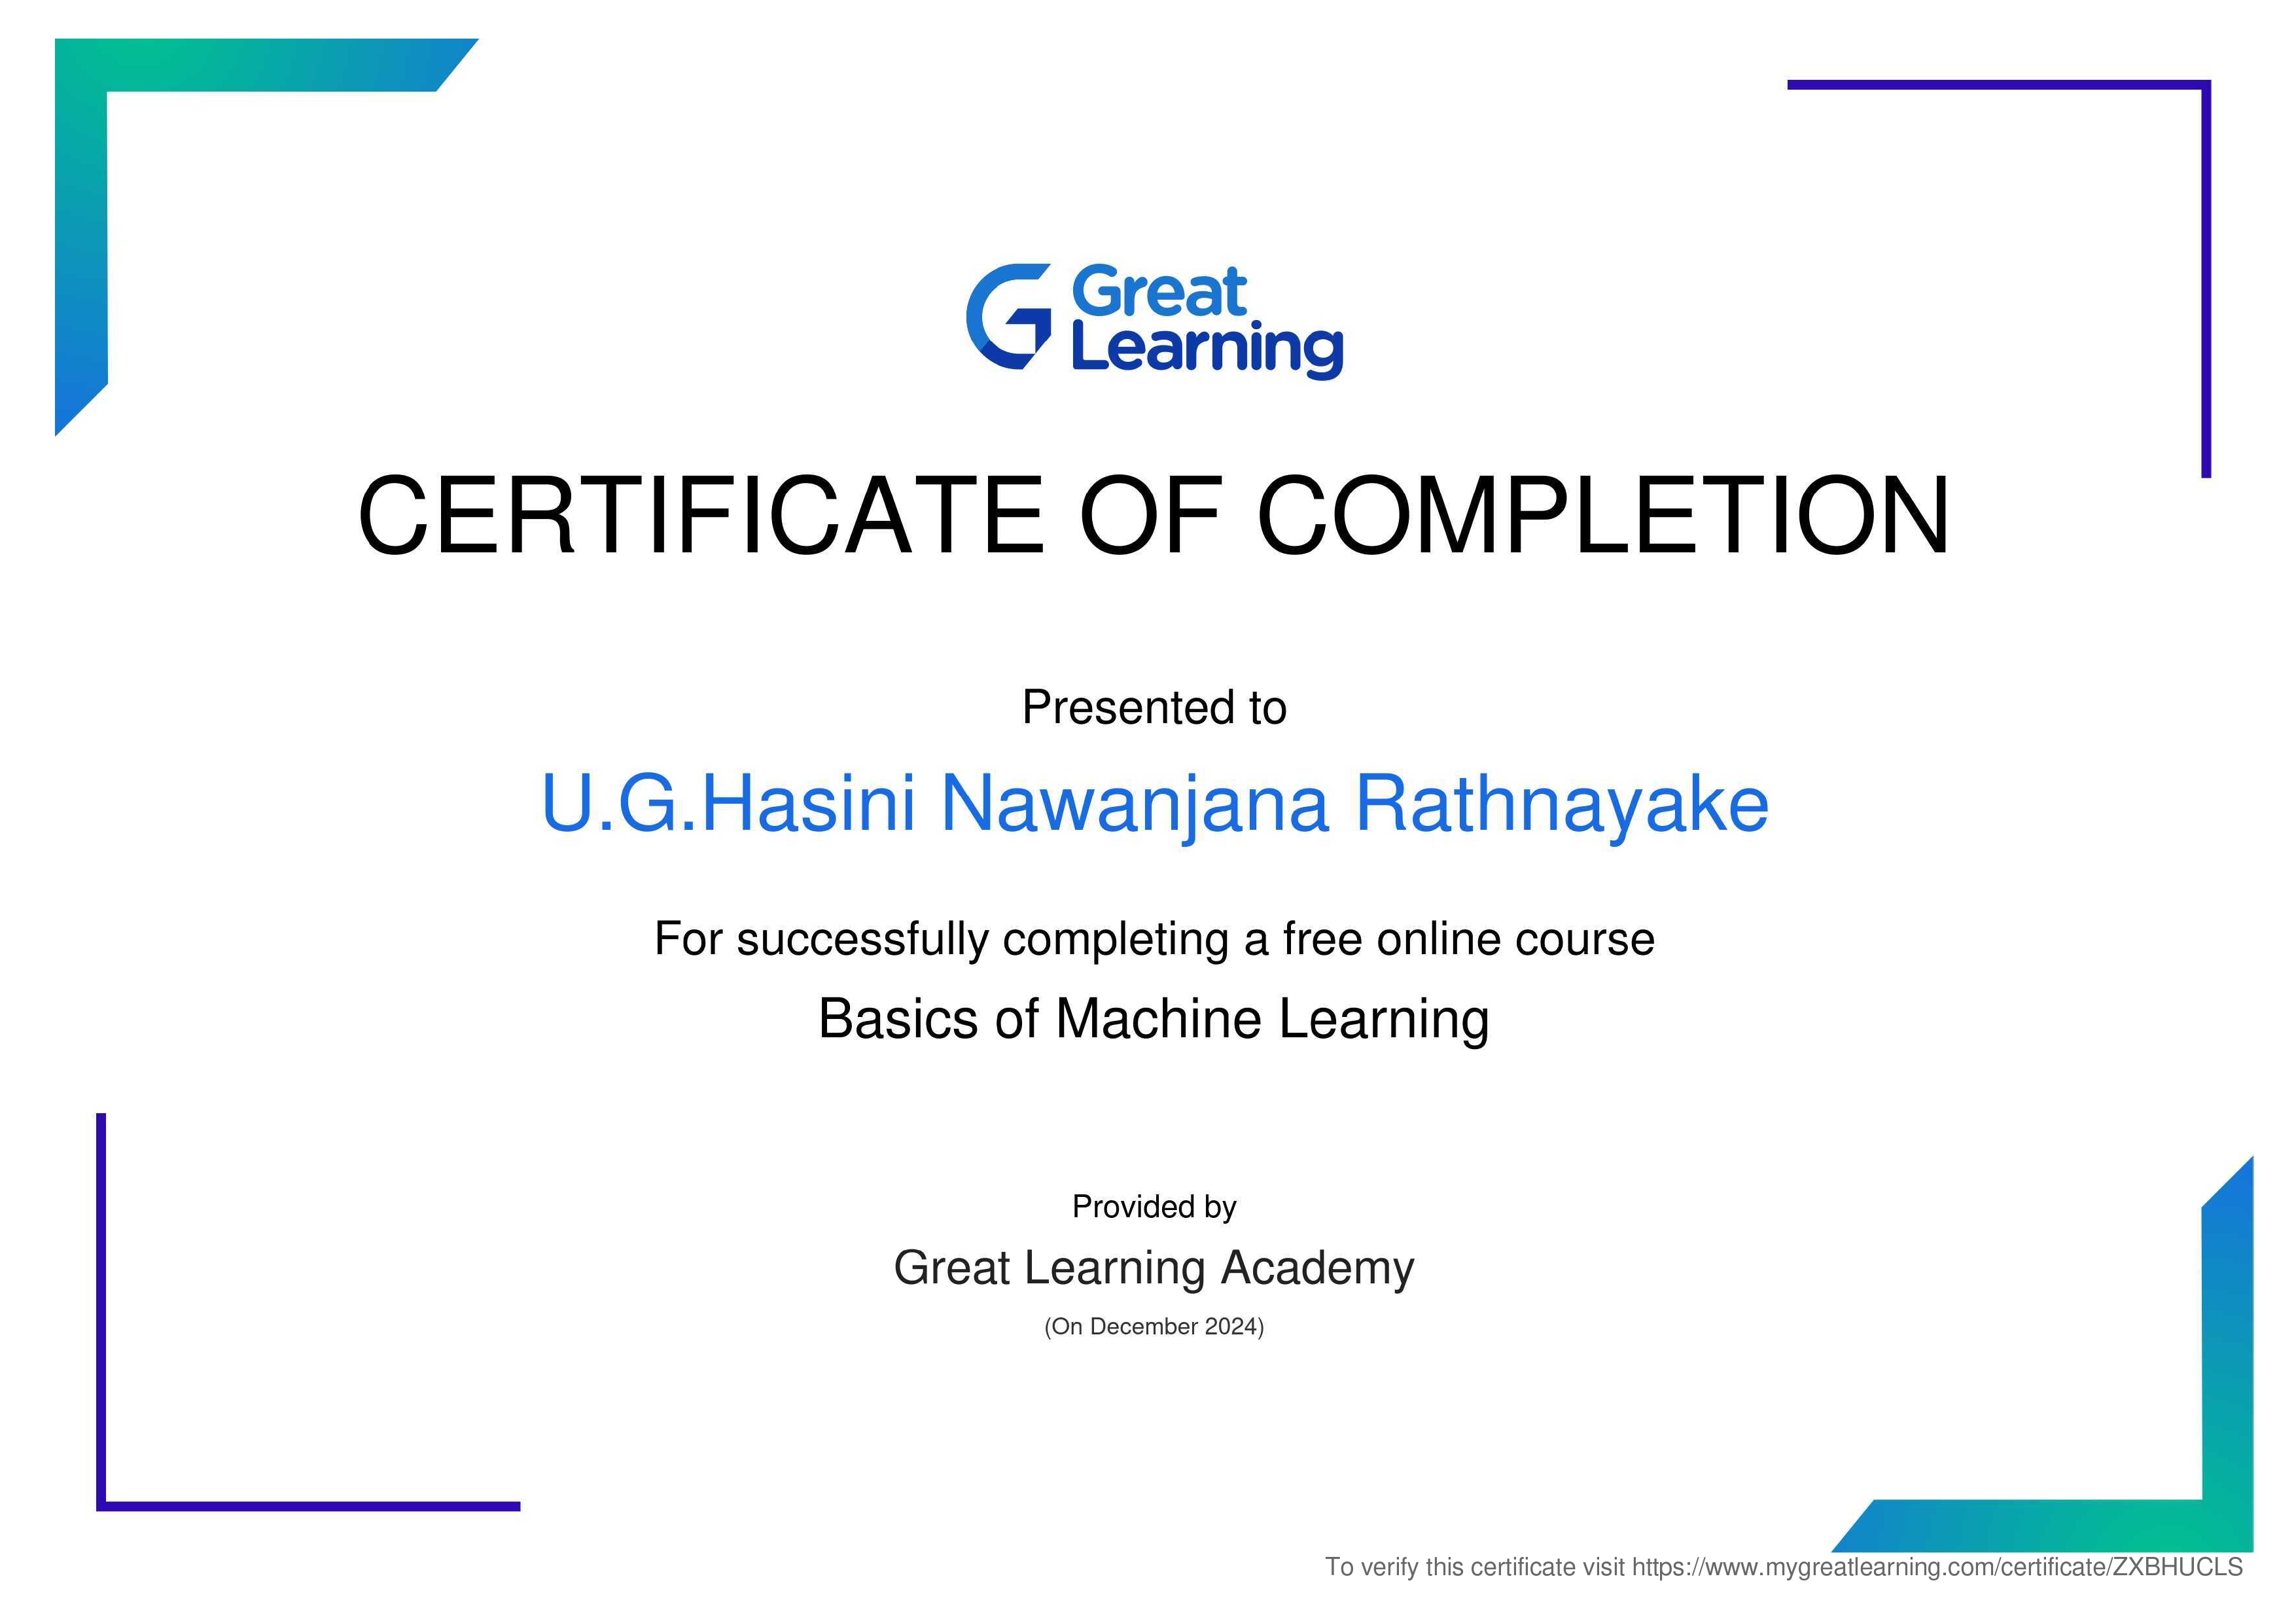 Great
Learning
CERTIFICATE OF COMPLETION
Presented to
U.G.Hasini Nawanjana Rathnayake
For successfully completing a free online course
Basics of Machine Learning
Provided by
Great Learning Academy
(On December 2024)
To verify this certificate visit https://www.mygreatlearning.com/certificate/ZXBHUCLS